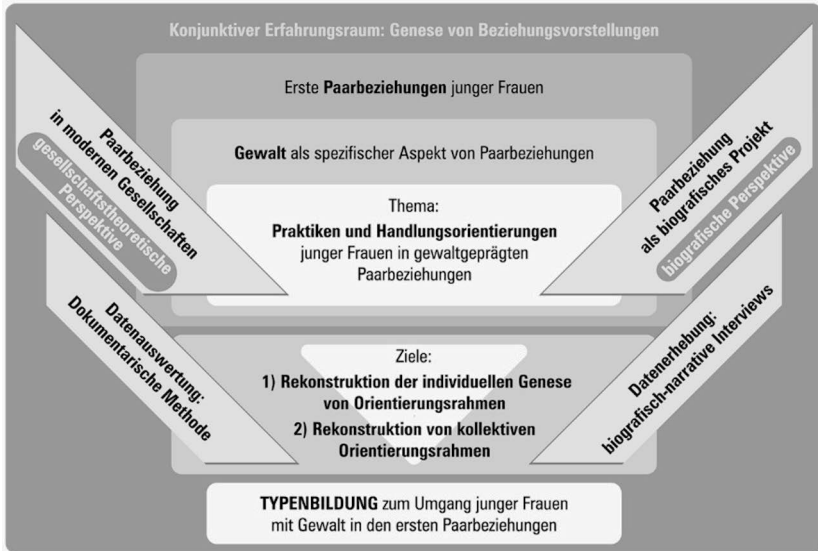 Konjunktiver Erfahrungsraum: Genese von Beziehungsvorstellungen
Erste Paarbeziehungen junger Frauen
Gewalt als spezifischer Aspekt von Paarbeziehungen
Thema:
Praktiken und Handlungsorientierungen
junger Frauen in gewaltgeprägten
Paarbeziehungen
Paarbeziehung
in modernen Gesellschaften
gesellschaftstheoretische
Perspektive
Paarbeziehung
als biografisches Projekt
biografische Perspektive
Datenauswertung:
Dokumentarische Methode
Ziele:
1) Rekonstruktion der individuellen Genese
von Orientierungsrahmen
2) Rekonstruktion von kollektiven
Orientierungsrahmen
Datenerhebung:
biografisch-narrative Interviews
TYPENBILDUNG zum Umgang junger Frauen
mit Gewalt in den ersten Paarbeziehungen